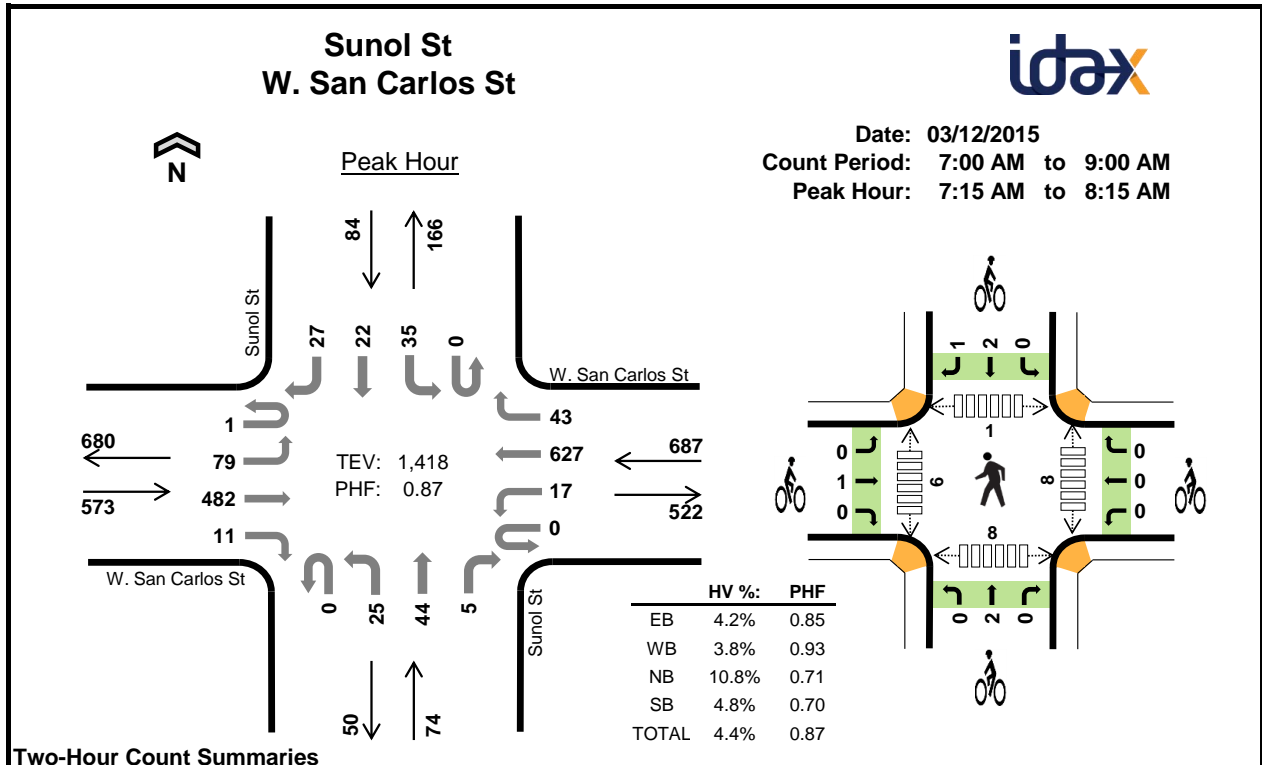 Sunol St
W. San Carlos St
idax
N
Peak Hour
Date: 03/12/2015
Count Period: 7:00 AM to 9:00 AM
Peak Hour: 7:15 AM to 8:15 AM
84
166
Sunol St
27
22
35
0
W. San Carlos St
1
79
482
11
680
573
TEV: 1,418
PHF: 0.87
43
627
17
0
687
522
W. San Carlos St
0
25
44
5
Sunol St
50
74
HV %: PHF
EB 4.2% 0.85
WB 3.8% 0.93
NB 10.8% 0.71
SB 4.8% 0.70
TOTAL 4.4% 0.87
1
2
0
1
0
1
0
6
8
0
0
0
8
0
2
0
Two-Hour Count Summaries